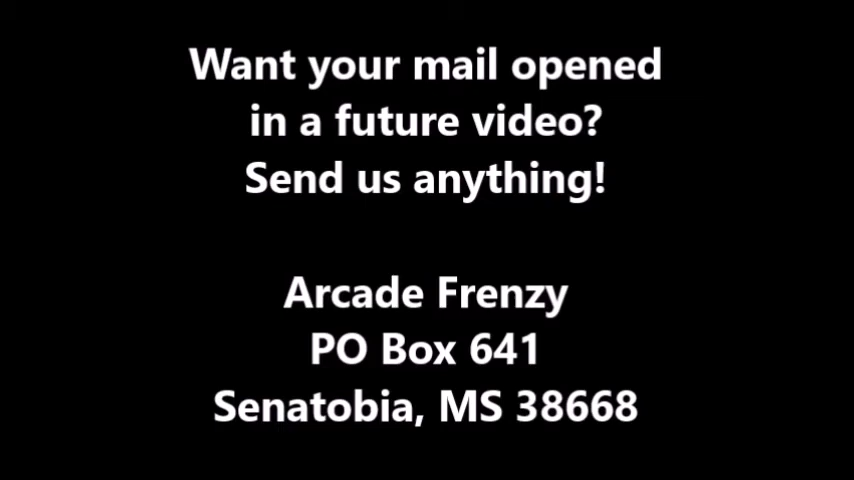 Want your mail opened
in a future video?
Send us anything!
Arcade Frenzy
PO Box 641
Senatobia, MS 38668